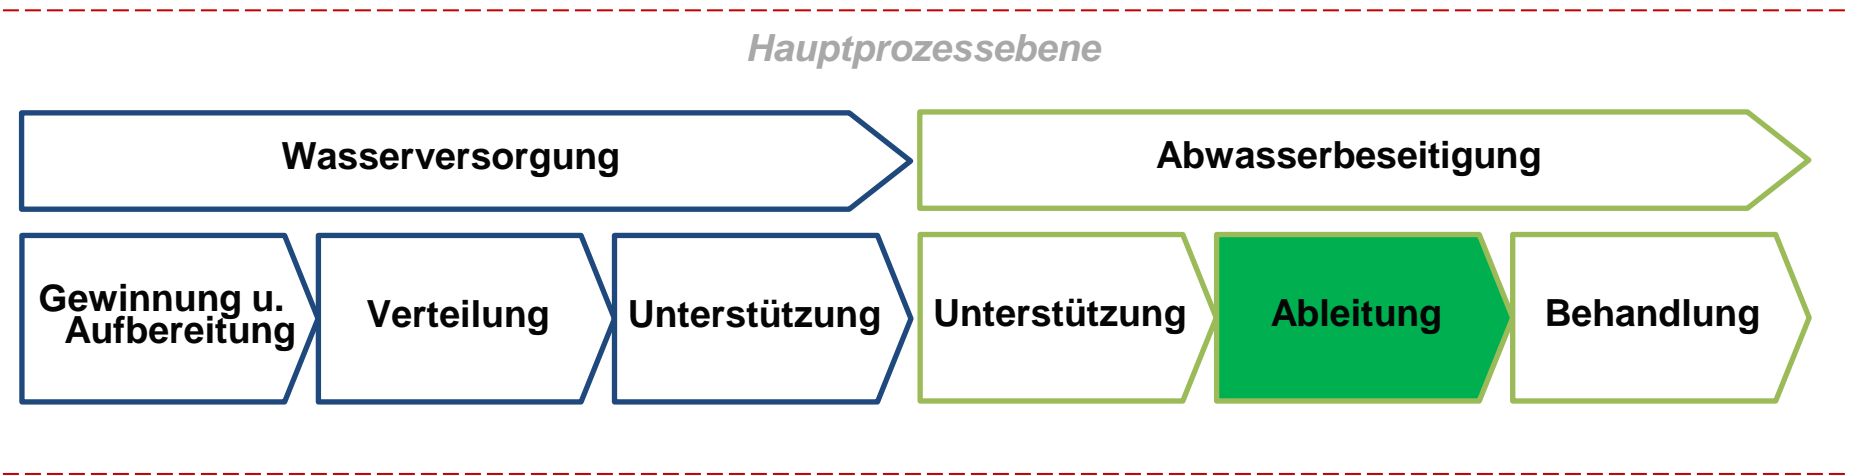 Hauptprozessebene
Wasserversorgung
Abwasserbeseitigung
Gewinnung u.
Aufbereitung
Verteilung
Unterstützung
Unterstützung
Ableitung
Behandlung